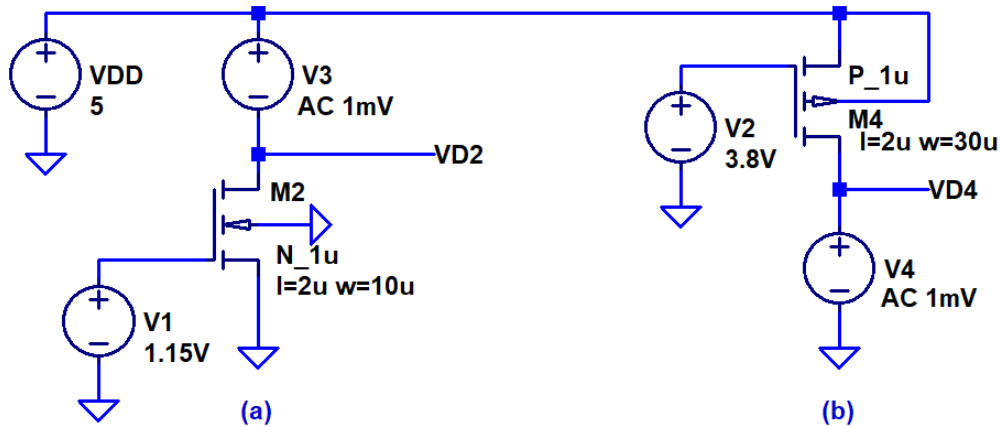 VDD
5
V3
AC 1mV
VD2
M2
N_1u
l=2u w=10u
V1
1.15V
(a)
P_1u
M4
l=2u w=30u
V2
3.8V
VD4
V4
AC 1mV
(b)